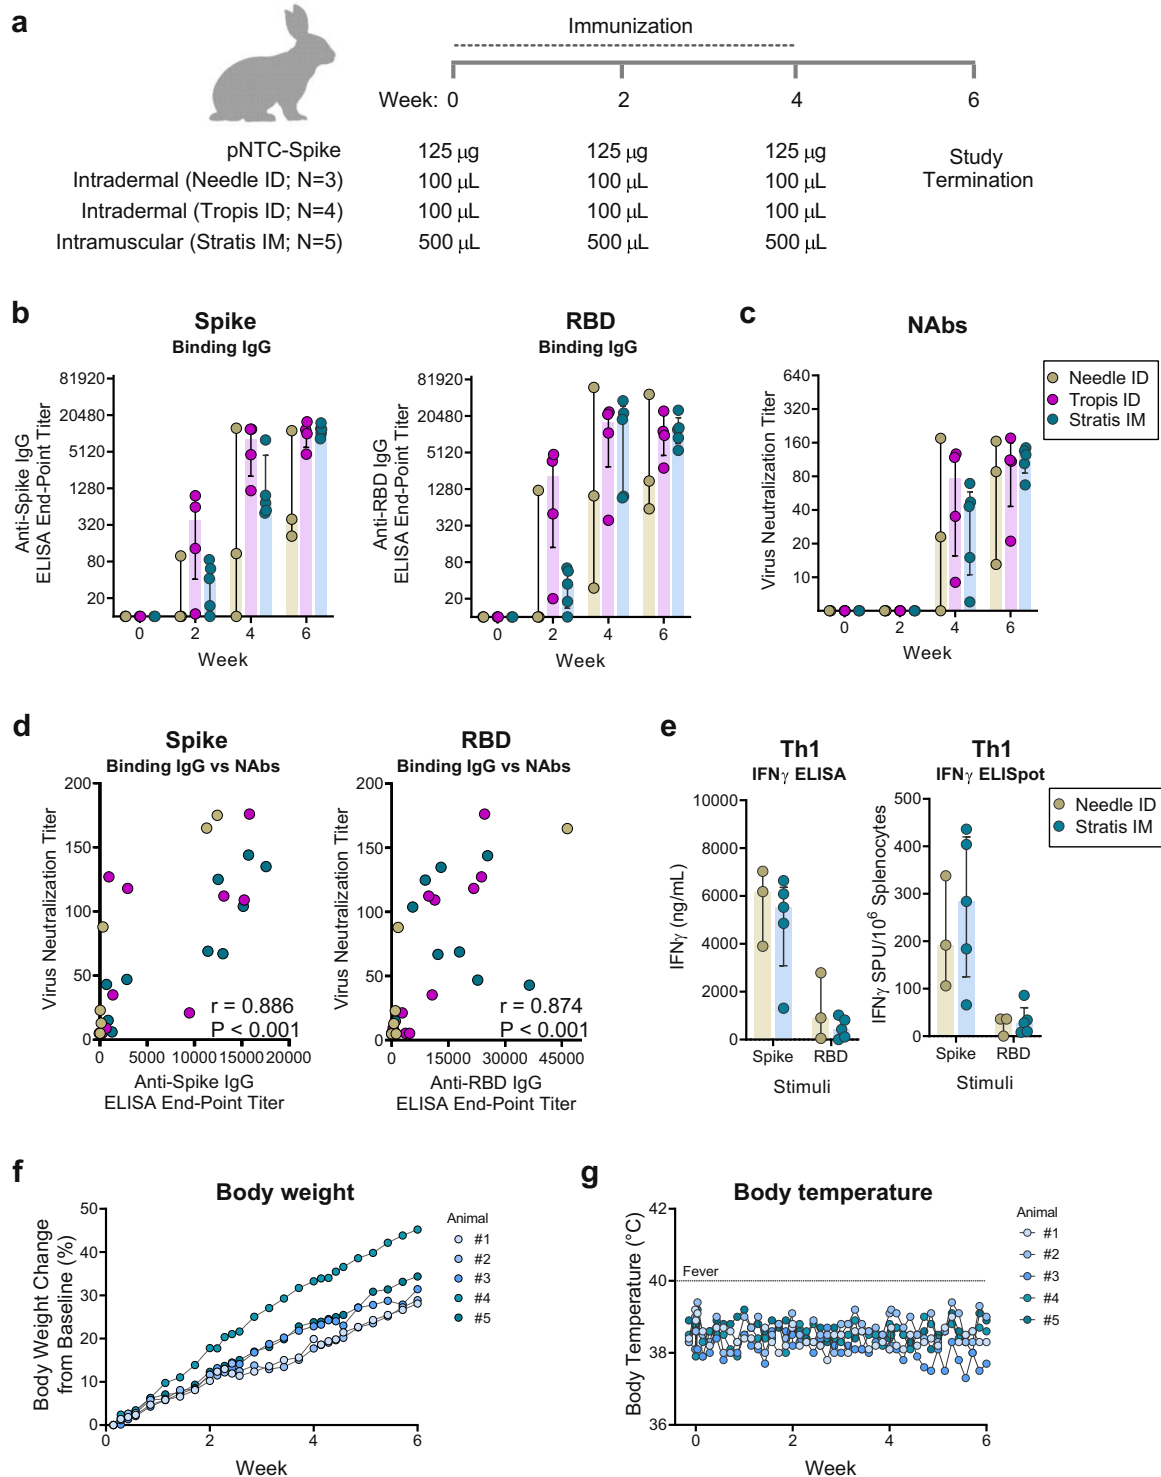 a
Immunization
Week: 0 2 4 6
pNTC-Spike 125 μg 125 μg 125 μg Study
Intradermal (Needle ID; N=3) 100 μL 100 μL 100 μL Termination
Intradermal (Tropis ID; N=4) 100 μL 100 μL 100 μL
Intramuscular (Stratis IM; N=5) 500 μL 500 μL 500 μL
b
Spike
Binding IgG
Anti-Spike IgG
ELISA End-Point Titer
81920
20480
5120
1280
320
80
20
0 2 4 6
Week
RBD
Binding IgG
Anti-RBD IgG
ELISA End-Point Titer
81920
20480
5120
1280
320
80
20
0 2 4 6
Week
c
NAbs
Virus Neutralization Titer
640
320
160
80
40
20
10
0 2 4 6
Week
Needle ID
Tropis ID
Stratis IM
d
Spike
Binding IgG vs NAbs
Virus Neutralization Titer
200
150
100
50
0
r = 0.886
P < 0.001
0 5000 10000 15000 20000
Anti-Spike IgG
ELISA End-Point Titer
RBD
Binding IgG vs NAbs
Virus Neutralization Titer
200
150
100
50
0
r = 0.874
P < 0.001
0 15000 30000 45000
Anti-RBD IgG
ELISA End-Point Titer
e
Th1
IFNγ ELISA
IFNγ (ng/mL)
10000
8000
6000
4000
2000
0
Spike RBD
Stimuli
Th1
IFNγ ELISpot
IFNγ SPU/10⁶ Splenocytes
500
400
300
200
100
0
Spike RBD
Stimuli
Needle ID
Stratis IM
f
Body weight
Body Weight Change
from Baseline (%)
50
40
30
20
10
0
0 2 4 6
Week
Animal
#1
#2
#3
#4
#5
g
Body temperature
Body Temperature (°C)
42
40
38
36
Fever
0 2 4 6
Week
Animal
#1
#2
#3
#4
#5